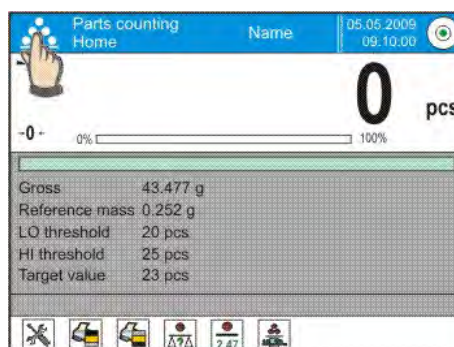 Parts counting Name 05.05.2009
Home 09:10:00
0 pcs
-0- 0% 100%
Gross 43.477 g
Reference mass 0.252 g
LO threshold 20 pcs
HI threshold 25 pcs
Target value 23 pcs
?
2.47